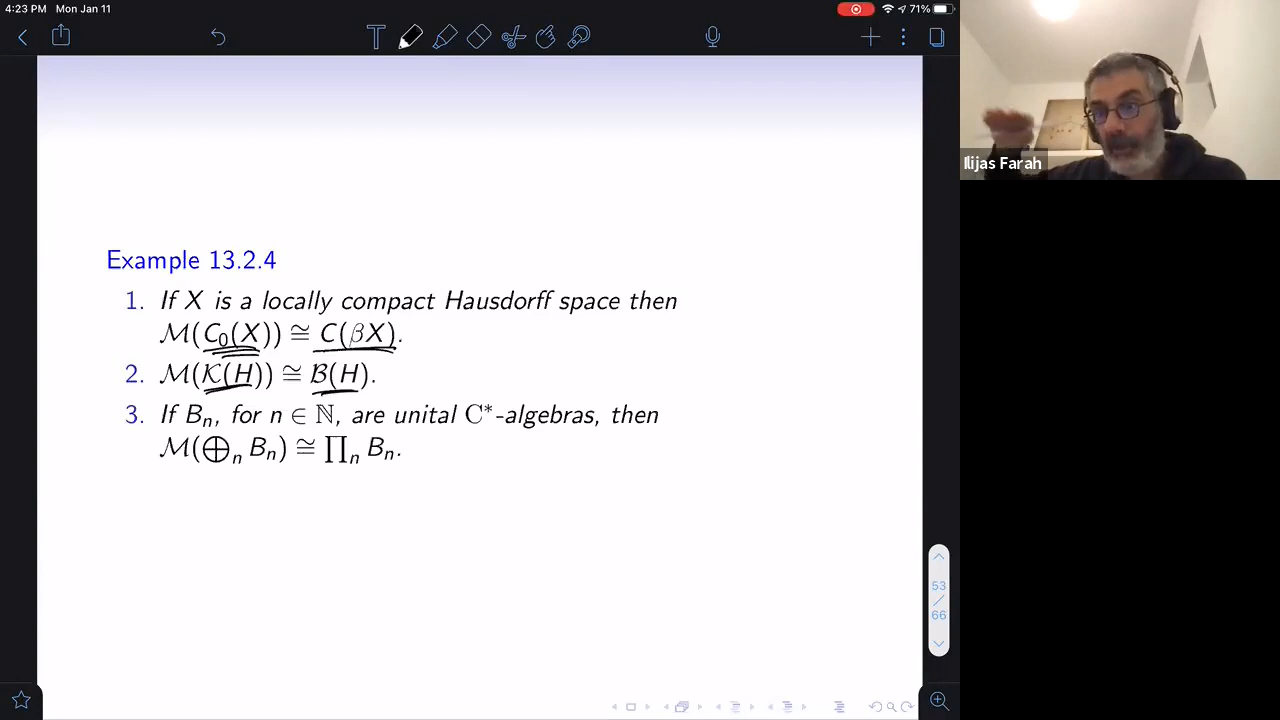 4:23 PM Mon Jan 11
71%
Ilijas Farah
Example 13.2.4
1. If X is a locally compact Hausdorff space then
ℳ(C₀(X)) ≅ C(βX).
2. ℳ(𝒦(H)) ≅ ℬ(H).
3. If Bₙ, for n ∈ ℕ, are unital C*-algebras, then
ℳ(⨁ₙ Bₙ) ≅ ∏ₙ Bₙ.
53
/
66